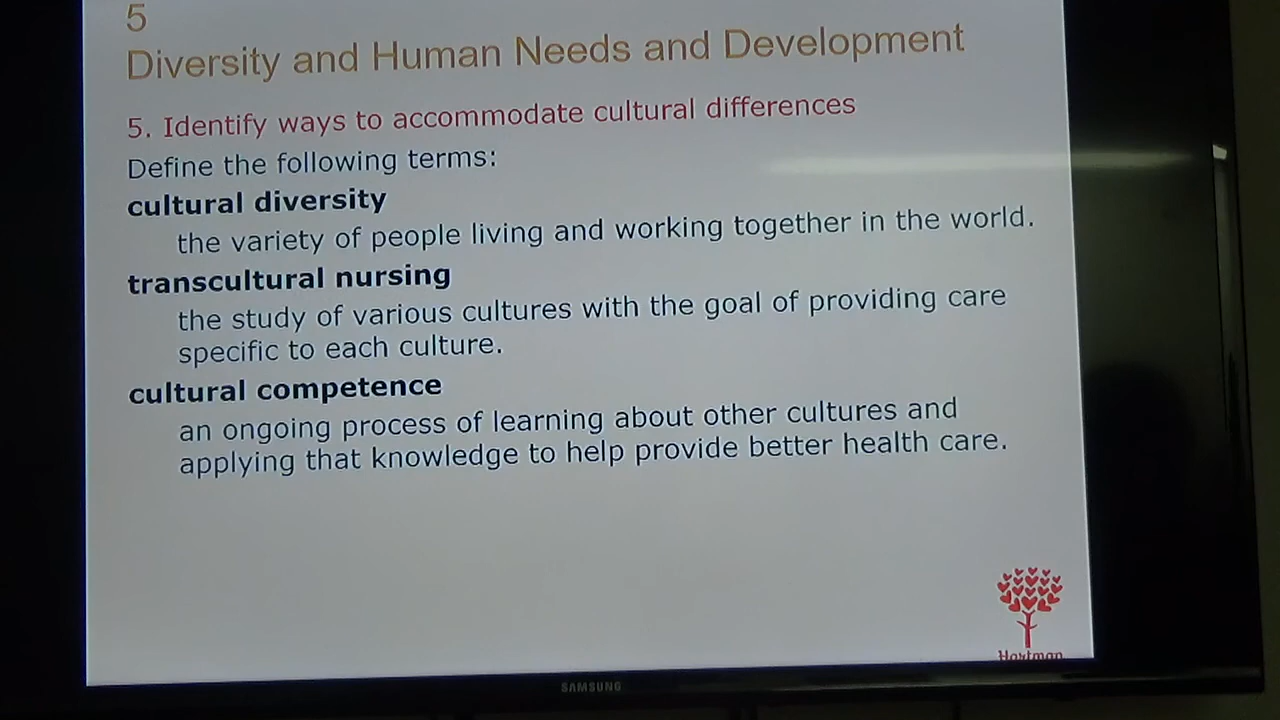 5
Diversity and Human Needs and Development
5. Identify ways to accommodate cultural differences
Define the following terms:
cultural diversity
the variety of people living and working together in the world.
transcultural nursing
the study of various cultures with the goal of providing care
specific to each culture.
cultural competence
an ongoing process of learning about other cultures and
applying that knowledge to help provide better health care.
Hartman
SAMSUNG